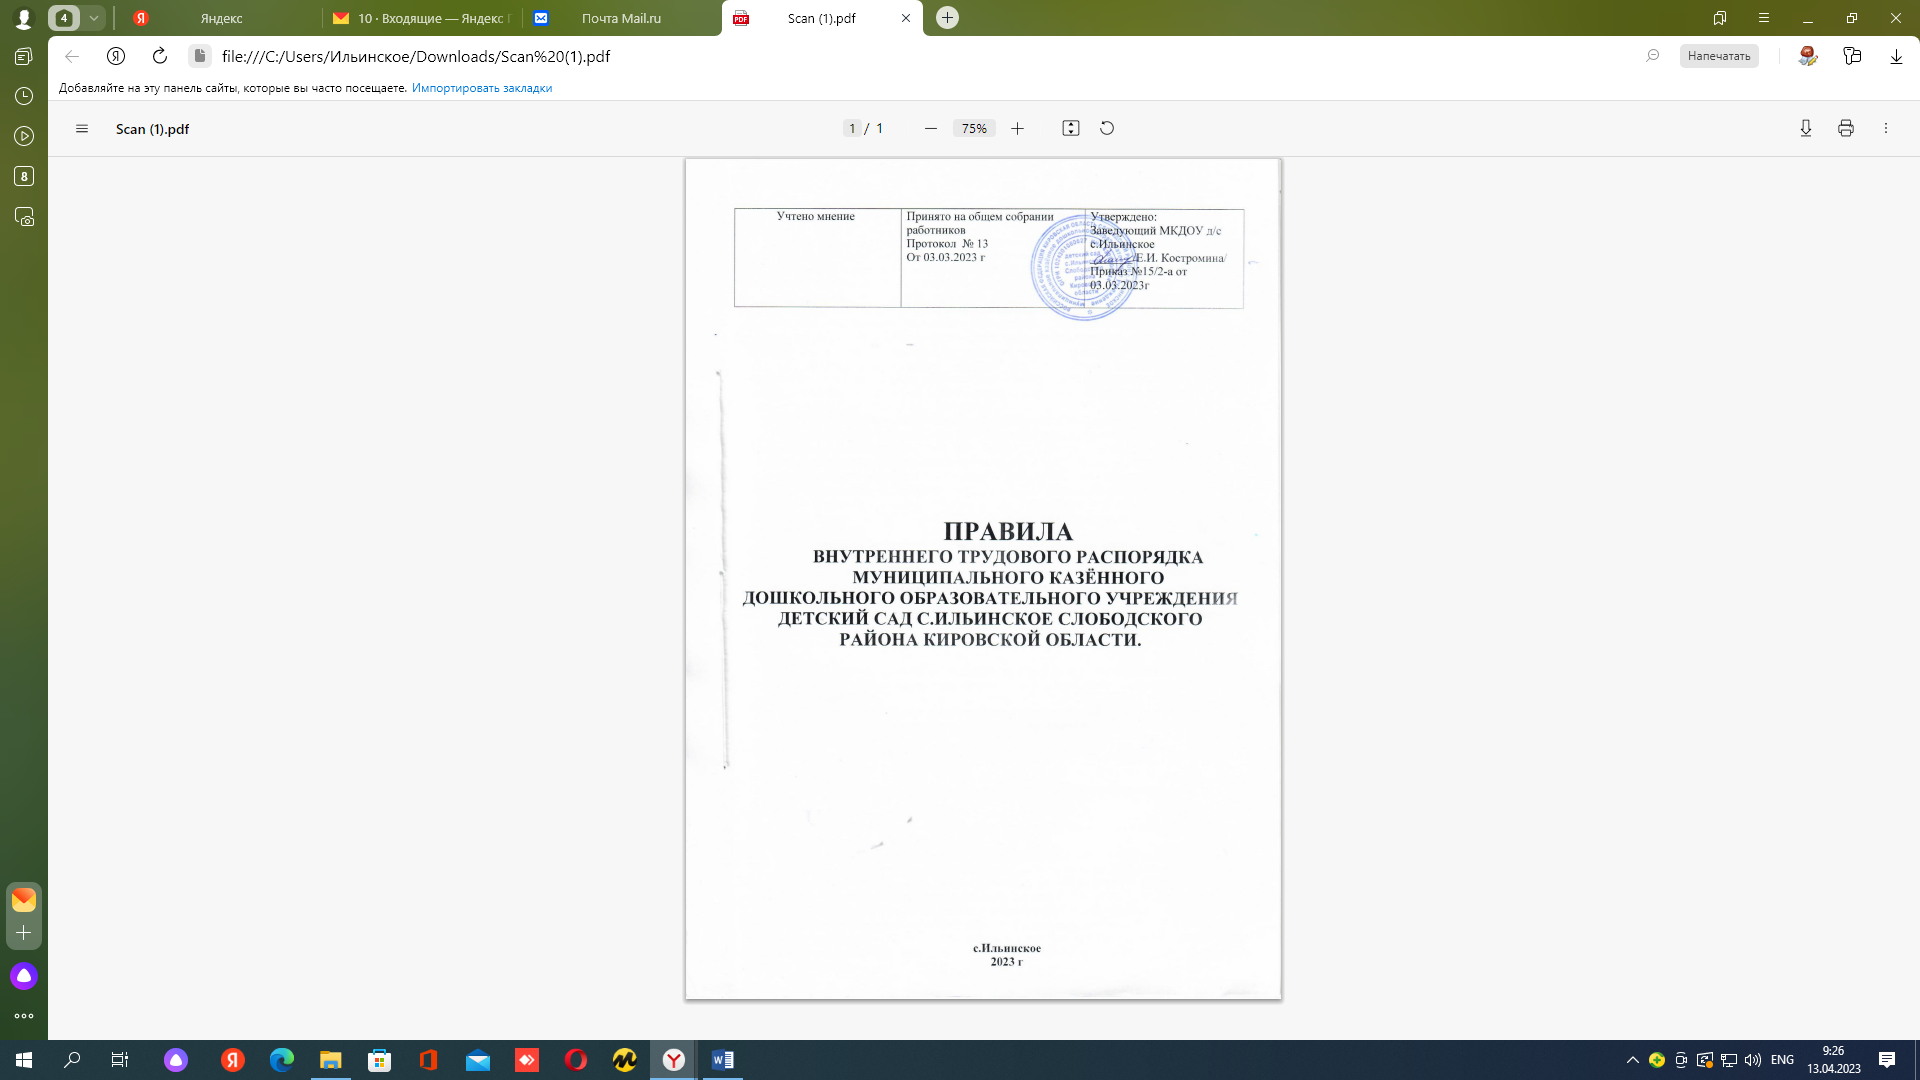 4
Яндекс
10 · Входящие — Яндекс
Почта Mail.ru
Scan (1).pdf
file:///C:/Users/Ильинское/Downloads/Scan%20(1).pdf
Напечатать
Добавляйте на эту панель сайты, которые вы часто посещаете. Импортировать закладки
8
Scan (1).pdf
1 / 1
75%
Учтено мнение
Принято на общем собрании
работников
Протокол № 13
От 03.03.2023 г
Утверждено:
Заведующий МКДОУ д/с
с.Ильинское
Е.И. Костромина/
Приказ №15/2-а от
03.03.2023г
ПРАВИЛА
ВНУТРЕННЕГО ТРУДОВОГО РАСПОРЯДКА
МУНИЦИПАЛЬНОГО КАЗЁННОГО
ДОШКОЛЬНОГО ОБРАЗОВАТЕЛЬНОГО УЧРЕЖДЕНИЯ
ДЕТСКИЙ САД С.ИЛЬИНСКОЕ СЛОБОДСКОГО
РАЙОНА КИРОВСКОЙ ОБЛАСТИ.
с.Ильинское
2023 г
ENG
9:26
13.04.2023